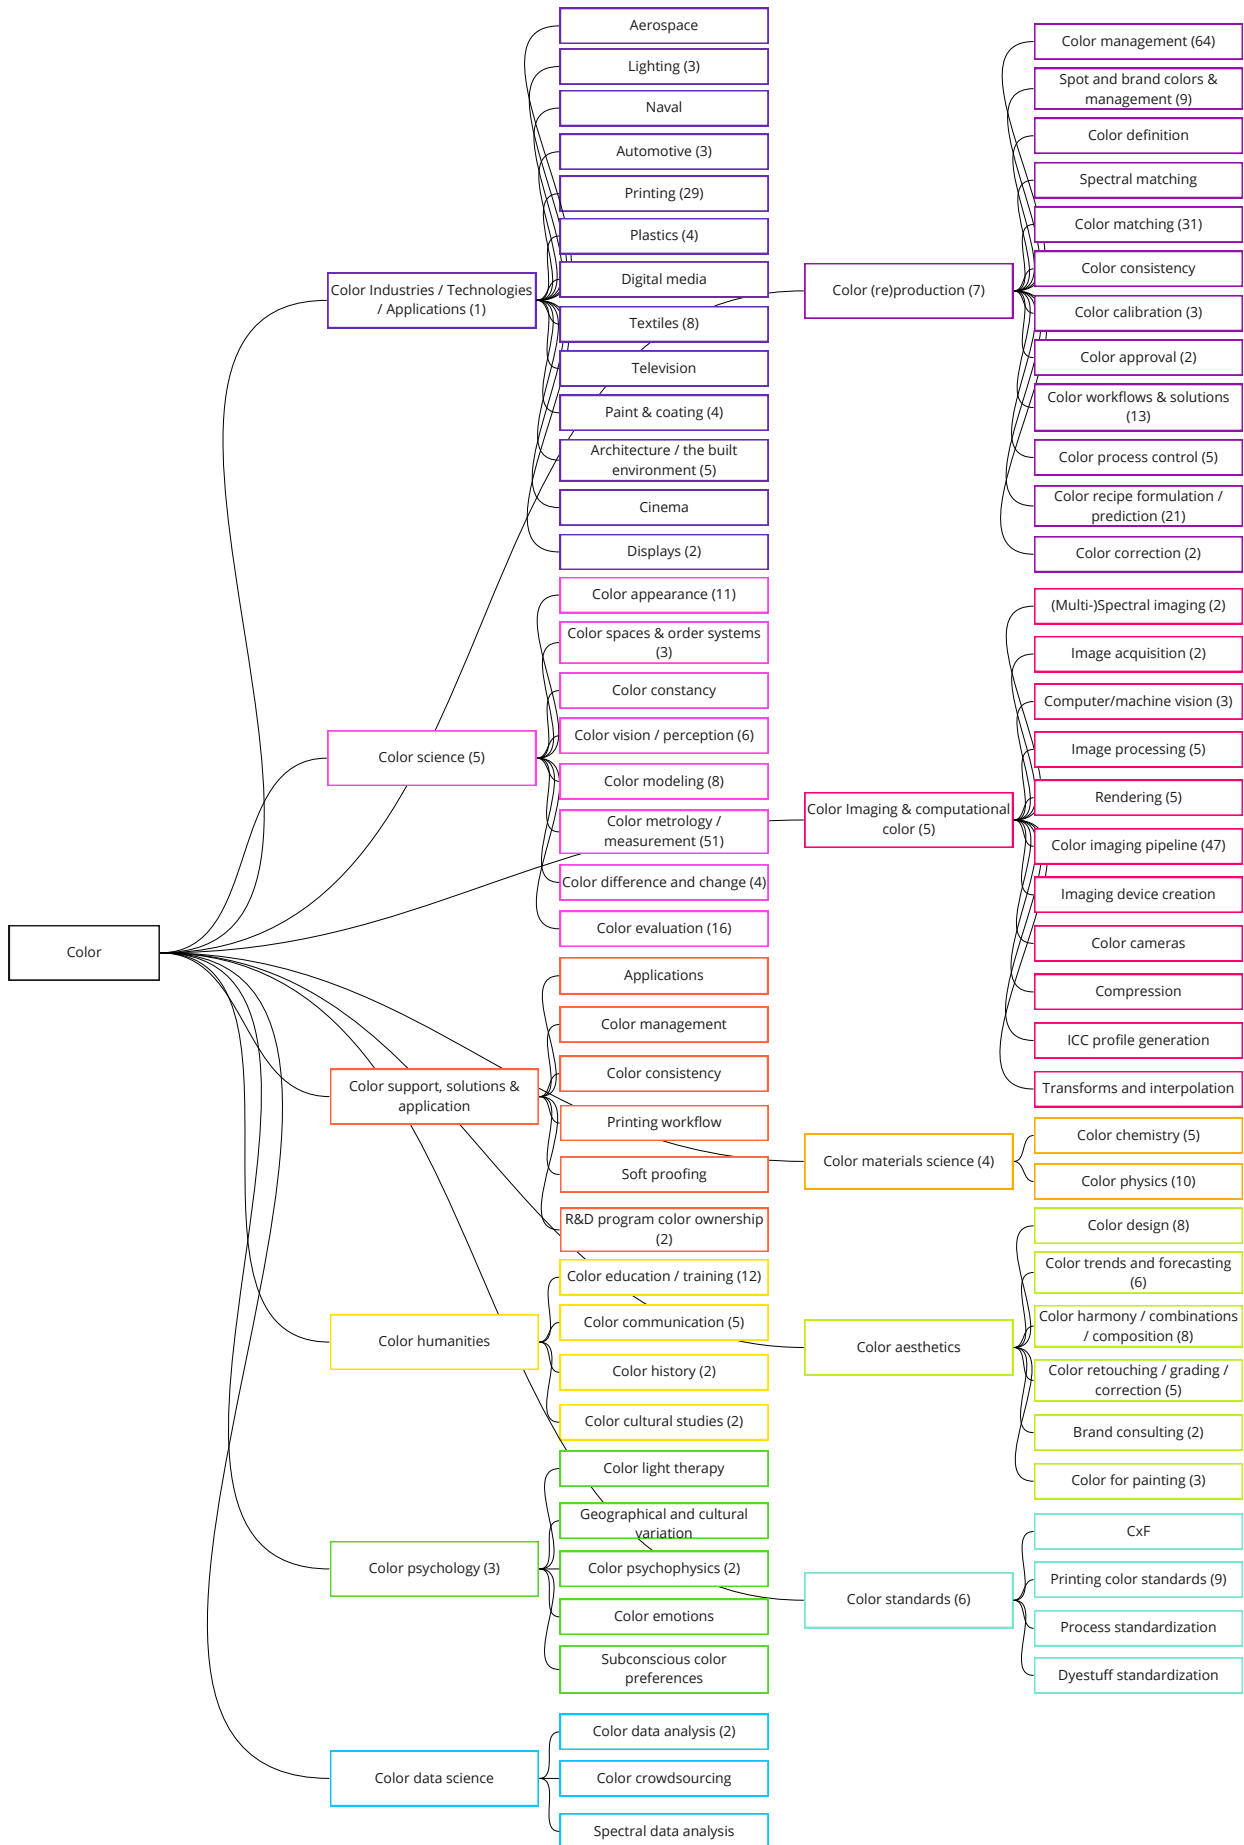 Color
Color Industries / Technologies
/ Applications (1)
Aerospace
Lighting (3)
Naval
Automotive (3)
Printing (29)
Plastics (4)
Digital media
Textiles (8)
Television
Paint & coating (4)
Architecture / the built
environment (5)
Cinema
Displays (2)
Color science (5)
Color appearance (11)
Color spaces & order systems
(3)
Color constancy
Color vision / perception (6)
Color modeling (8)
Color metrology /
measurement (51)
Color difference and change (4)
Color evaluation (16)
Color support, solutions &
application
Applications
Color management
Color consistency
Printing workflow
Soft proofing
R&D program color ownership
(2)
Color humanities
Color education / training (12)
Color communication (5)
Color history (2)
Color cultural studies (2)
Color psychology (3)
Color light therapy
Geographical and cultural
variation
Color psychophysics (2)
Color emotions
Subconscious color
preferences
Color data science
Color data analysis (2)
Color crowdsourcing
Spectral data analysis
Color (re)production (7)
Color management (64)
Spot and brand colors &
management (9)
Color definition
Spectral matching
Color matching (31)
Color consistency
Color calibration (3)
Color approval (2)
Color workflows & solutions
(13)
Color process control (5)
Color recipe formulation /
prediction (21)
Color correction (2)
Color Imaging & computational
color (5)
(Multi-)Spectral imaging (2)
Image acquisition (2)
Computer/machine vision (3)
Image processing (5)
Rendering (5)
Color imaging pipeline (47)
Imaging device creation
Color cameras
Compression
ICC profile generation
Transforms and interpolation
Color materials science (4)
Color chemistry (5)
Color physics (10)
Color aesthetics
Color design (8)
Color trends and forecasting
(6)
Color harmony / combinations
/ composition (8)
Color retouching / grading /
correction (5)
Brand consulting (2)
Color for painting (3)
Color standards (6)
CxF
Printing color standards (9)
Process standardization
Dyestuff standardization